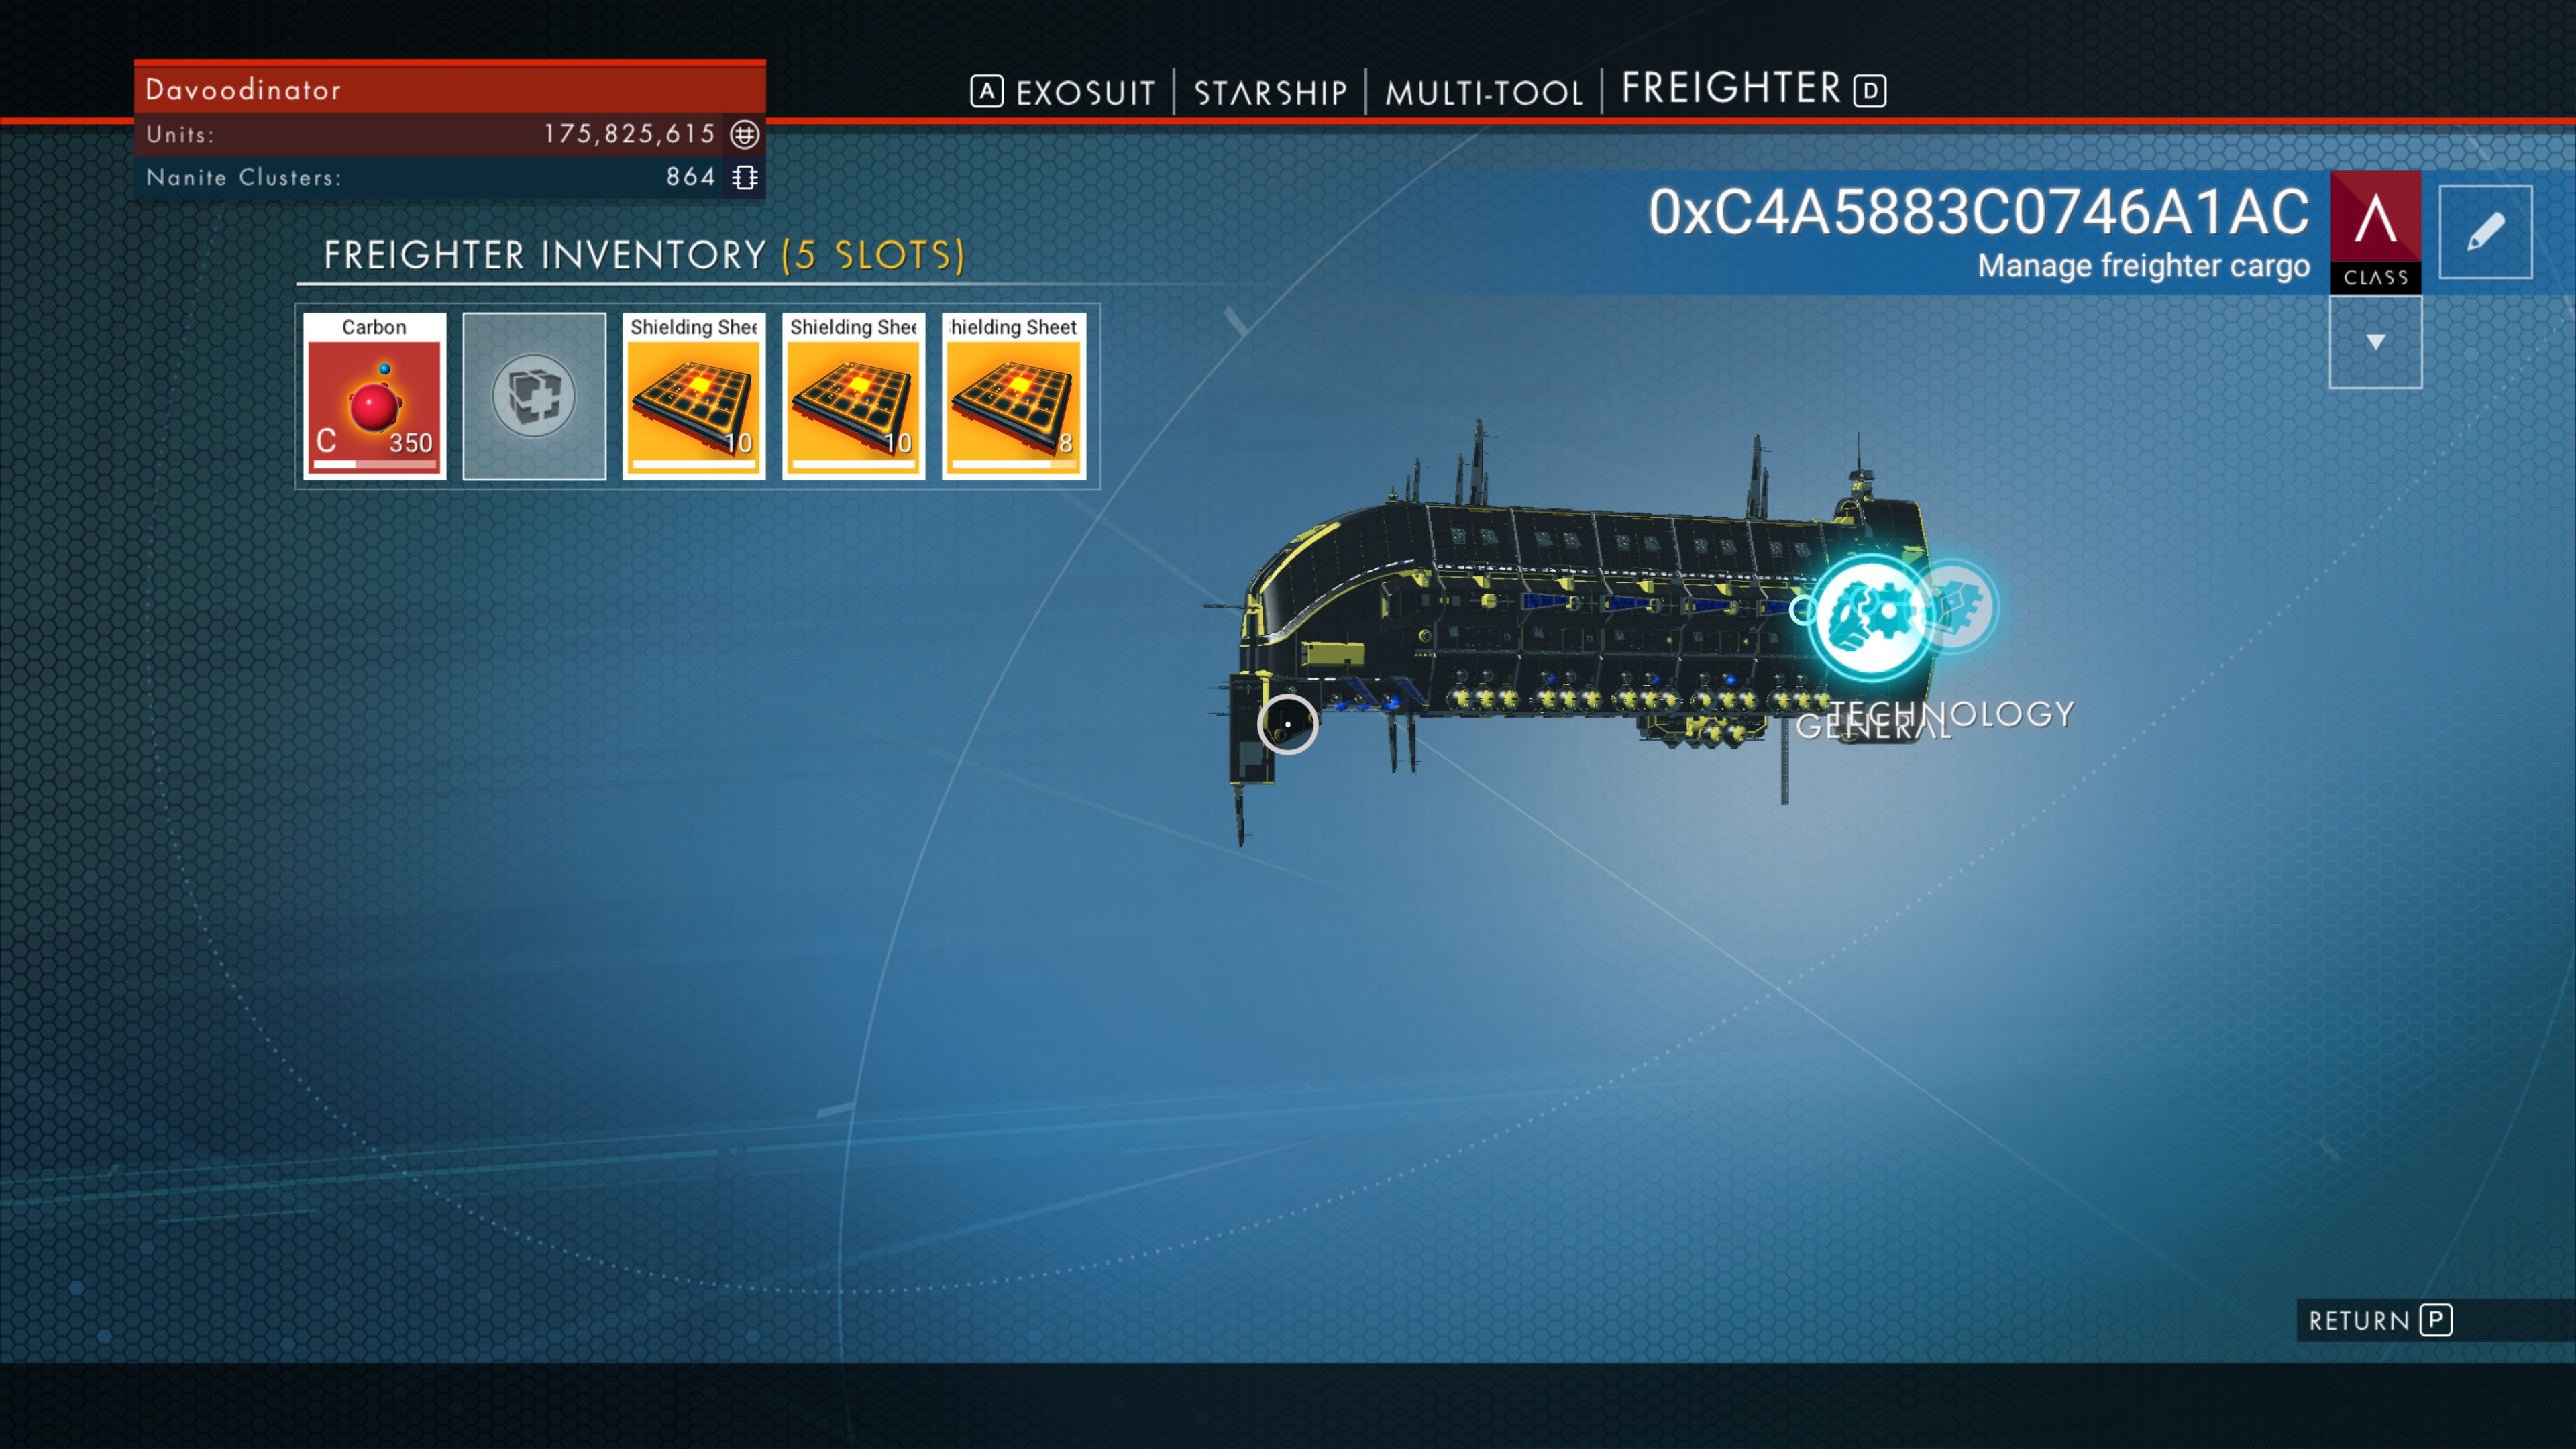 Davoodinator
Units: 175,825,615
Nanite Clusters: 864
A EXOSUIT STARSHIP MULTI-TOOL FREIGHTER D
0xC4A5883C0746A1AC
Manage freighter cargo
A
CLASS
FREIGHTER INVENTORY (5 SLOTS)
Carbon
C 350
Shielding Shee
10
Shielding Shee
10
hielding Sheet
8
TECHNOLOGY
GENERAL
RETURN P